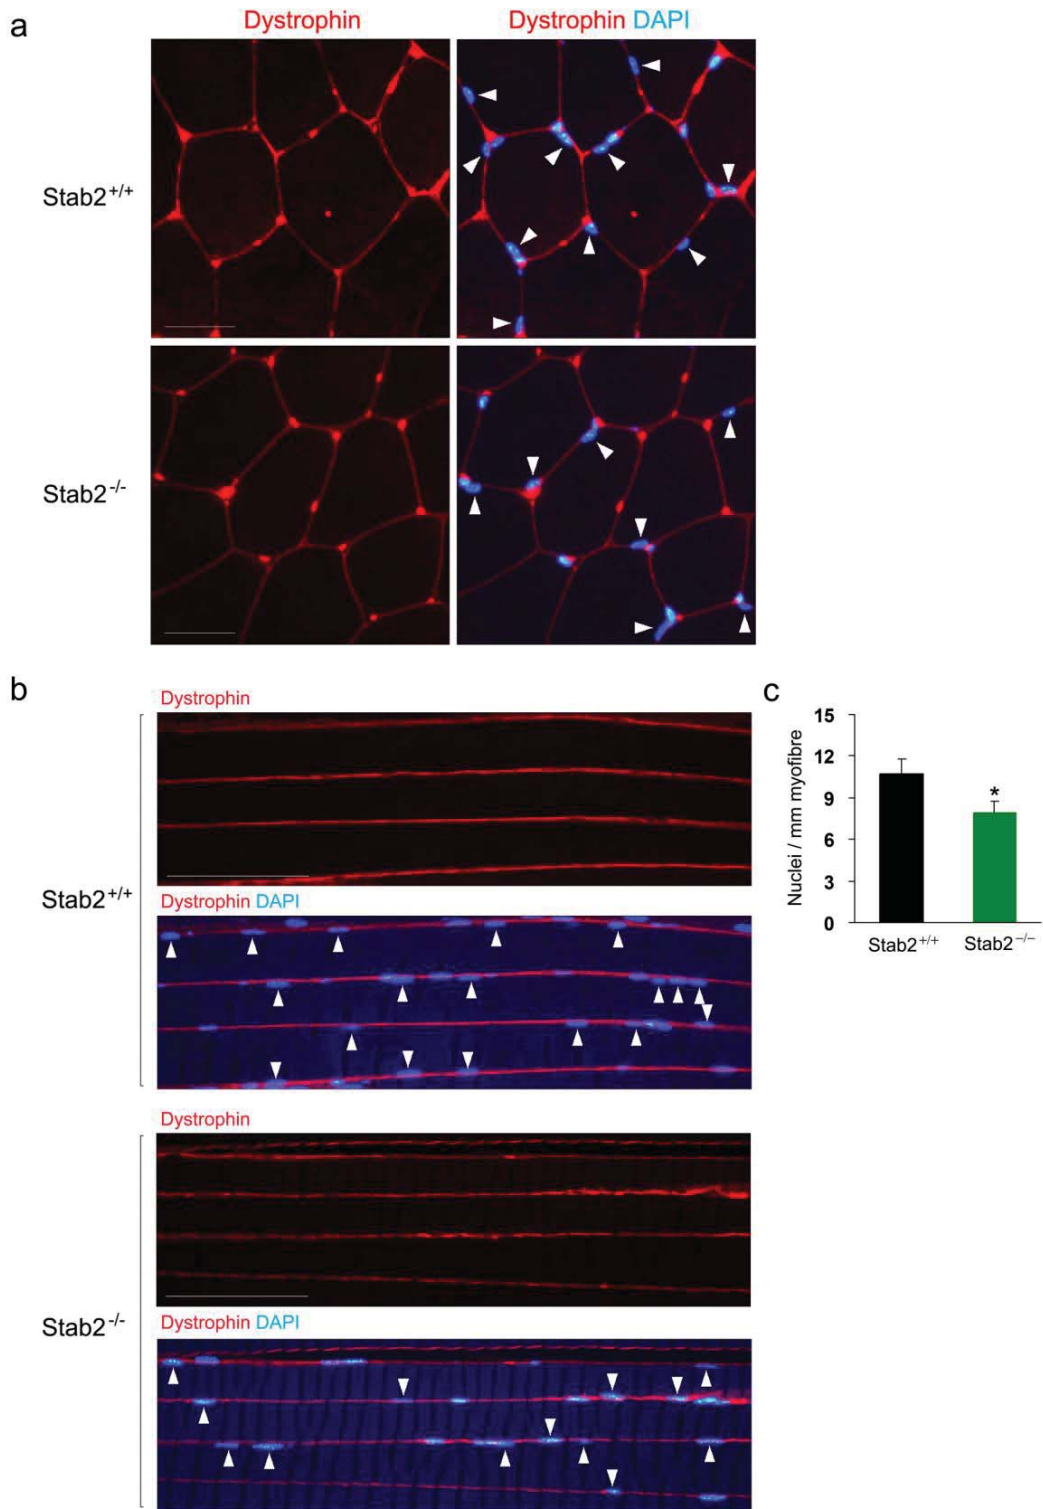 a
Dystrophin
Dystrophin DAPI
Stab2+/+
Stab2-/-
b
Dystrophin
Stab2+/+
Dystrophin DAPI
Dystrophin
Stab2-/-
Dystrophin DAPI
c
Nuclei / mm myofibre
15
12
9
6
3
0
*
Stab2+/+
Stab2−/−